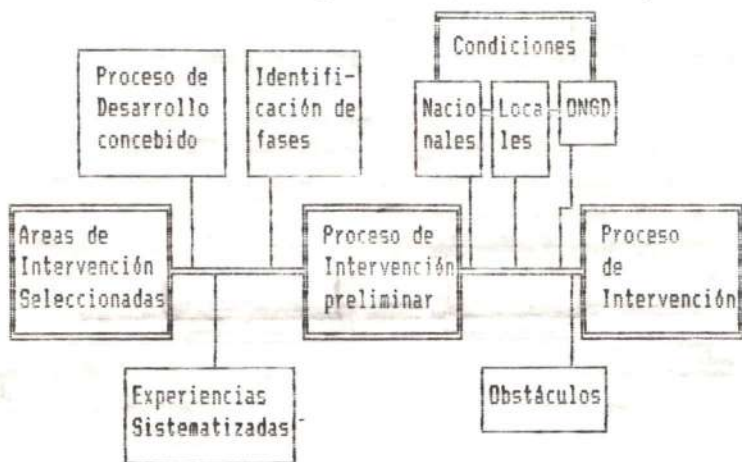 Condiciones
Proceso de
Desarrollo
concebido
Identifi-
cación de
fases
Nacio
nales
Loca
les
ONGD
Areas de
Intervención
Seleccionadas
Proceso de
Intervención
preliminar
Proceso
de
Intervención
Experiencias
Sistematizadas
Obstáculos